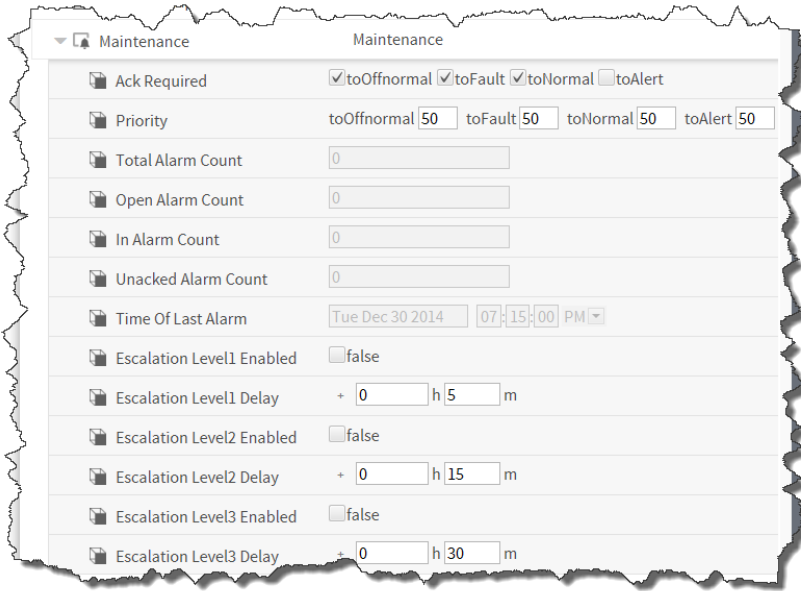 Maintenance Maintenance
Ack Required toOffnormal toFault toNormal toAlert
Priority toOffnormal 50 toFault 50 toNormal 50 toAlert 50
Total Alarm Count 0
Open Alarm Count 0
In Alarm Count 0
Unacked Alarm Count 0
Time Of Last Alarm Tue Dec 30 2014 07 : 15 : 00 PM
Escalation Level1 Enabled false
Escalation Level1 Delay + 0 h 5 m
Escalation Level2 Enabled false
Escalation Level2 Delay + 0 h 15 m
Escalation Level3 Enabled false
Escalation Level3 Delay + 0 h 30 m